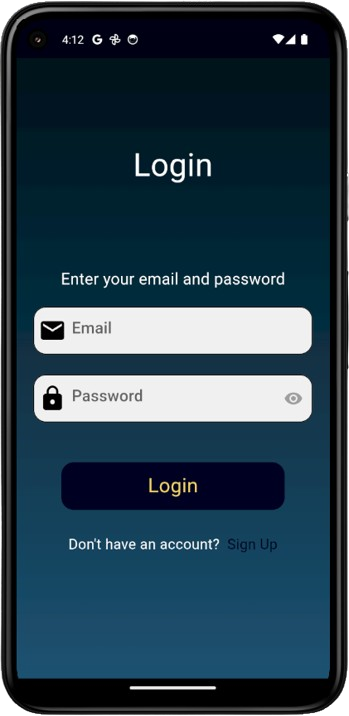 4:12 G
Login
Enter your email and password
Email
Password
Login
Don't have an account? Sign Up